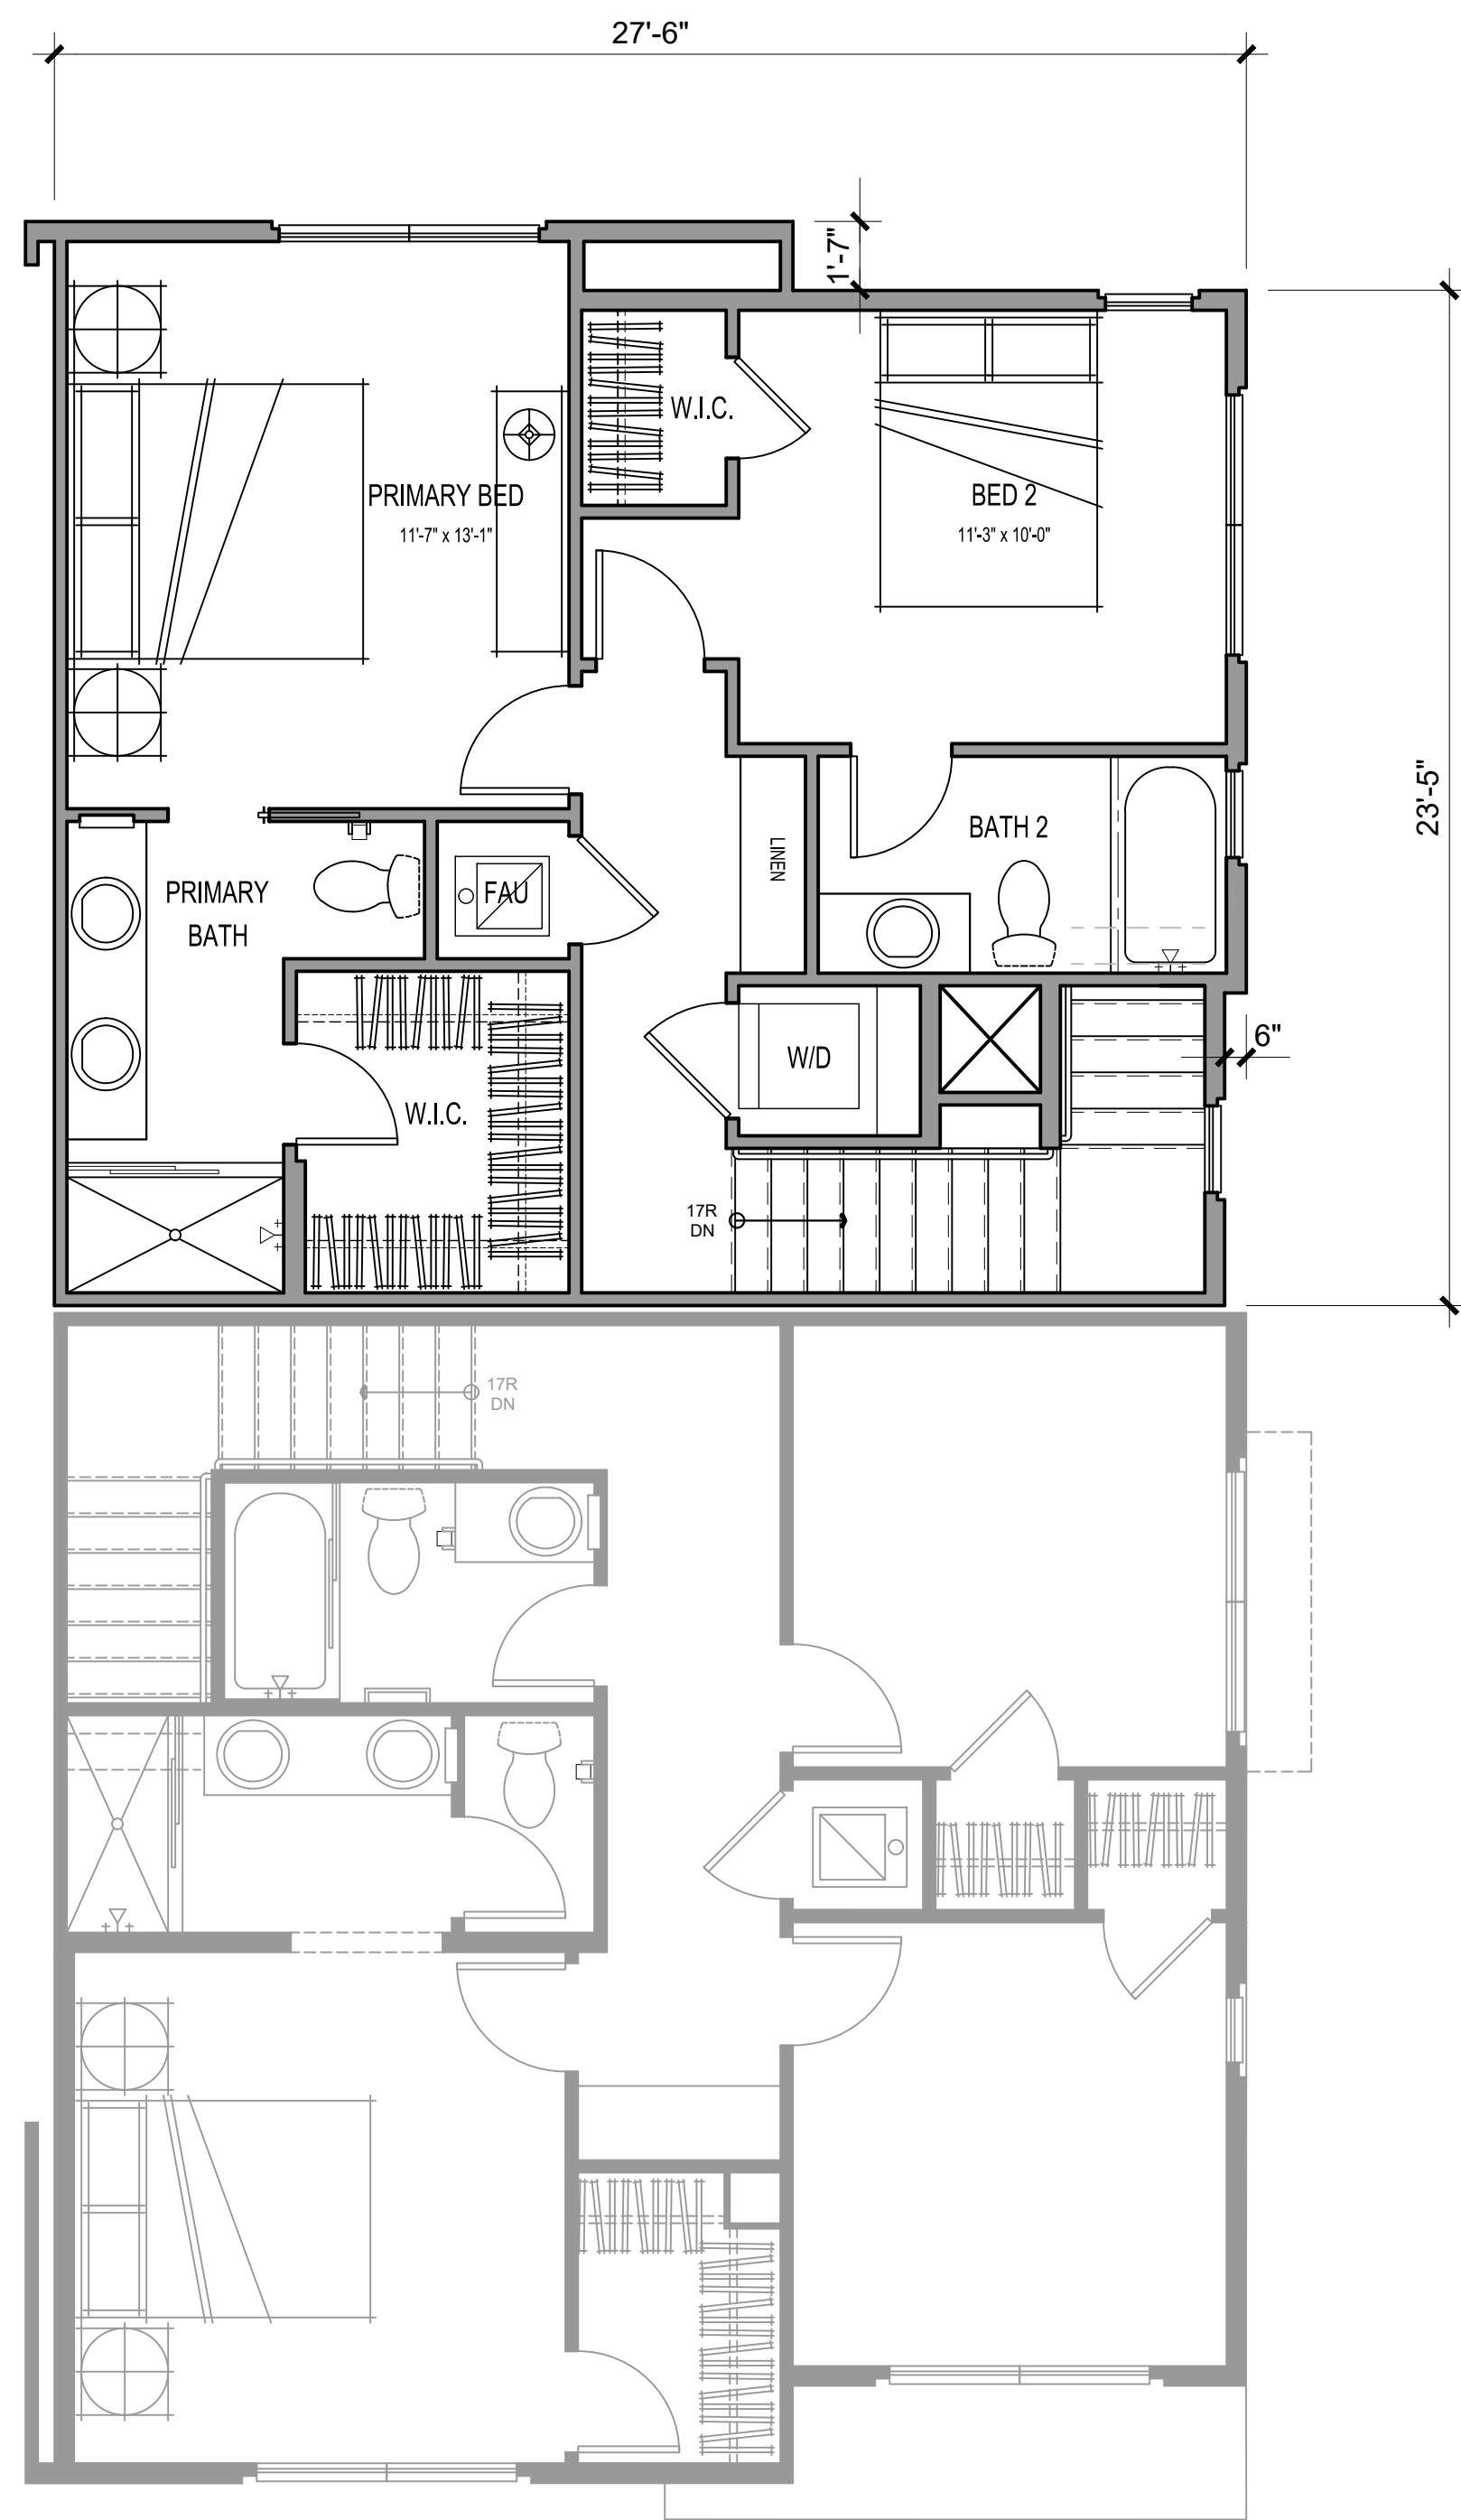 27'-6"
1'-7"
W.I.C.
PRIMARY BED
11'-7" x 13'-1"
BED 2
11'-3" x 10'-0"
23'-5"
BATH 2
LINEN
PRIMARY
BATH
FAU
6"
W/D
W.I.C.
17R
DN
17R
DN